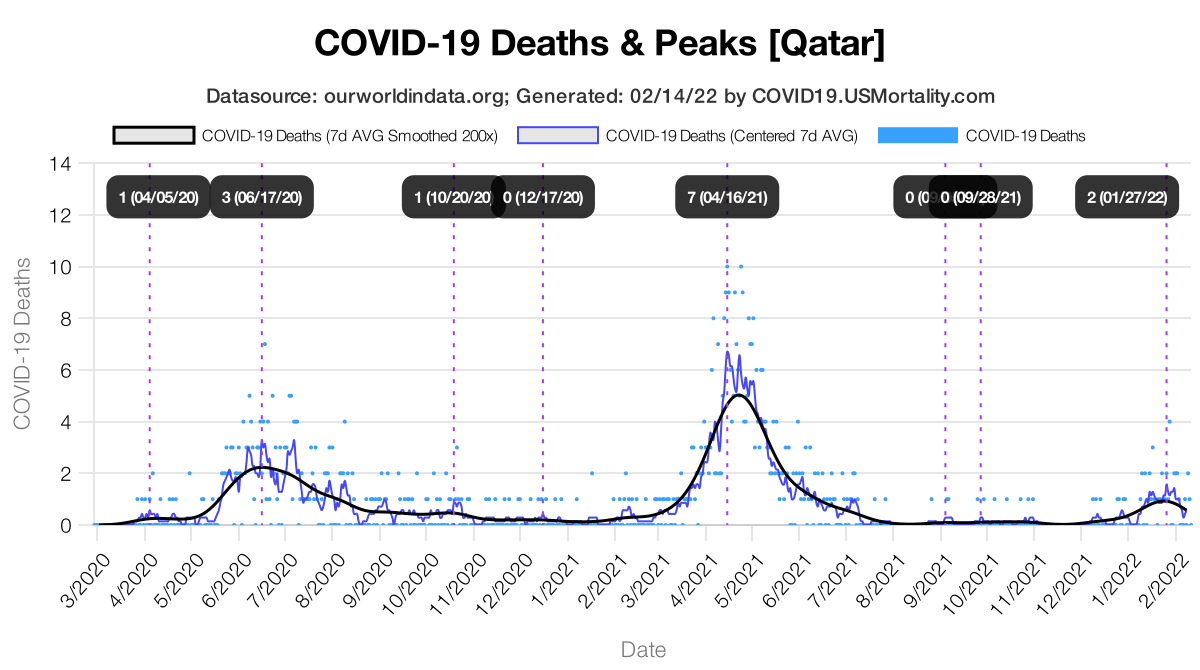 COVID-19 Deaths & Peaks [Qatar]
Datasource: ourworldindata.org; Generated: 02/14/22 by COVID19.USMortality.com
COVID-19 Deaths (7d AVG Smoothed 200x) COVID-19 Deaths (Centered 7d AVG) COVID-19 Deaths
14
1 (04/05/20) 3 (06/17/20) 1 (10/20/20) 0 (12/17/20) 7 (04/16/21) 0 (09/28/21) 2 (01/27/22)
12
10
8
6
4
2
0
COVID-19 Deaths
3/2020 4/2020 5/2020 6/2020 7/2020 8/2020 9/2020 10/2020 11/2020 12/2020 1/2021 2/2021 3/2021 4/2021 5/2021 6/2021 7/2021 8/2021 9/2021 10/2021 11/2021 12/2021 1/2022 2/2022
Date